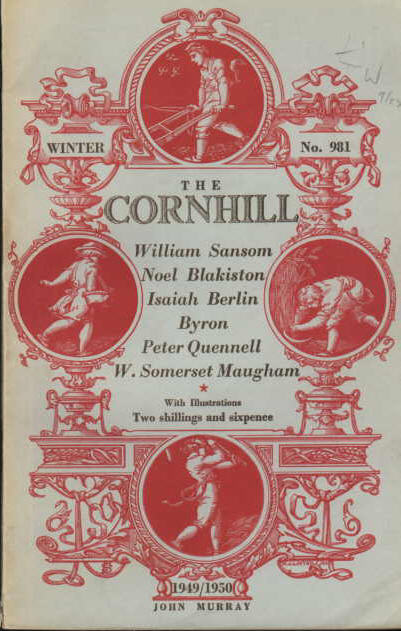 WINTER
No. 981
THE
CORNHILL
William Sansom
Noel Blakiston
Isaiah Berlin
Byron
Peter Quennell
W. Somerset Maugham
With Illustrations
Two shillings and sixpence
1949/1950
JOHN MURRAY